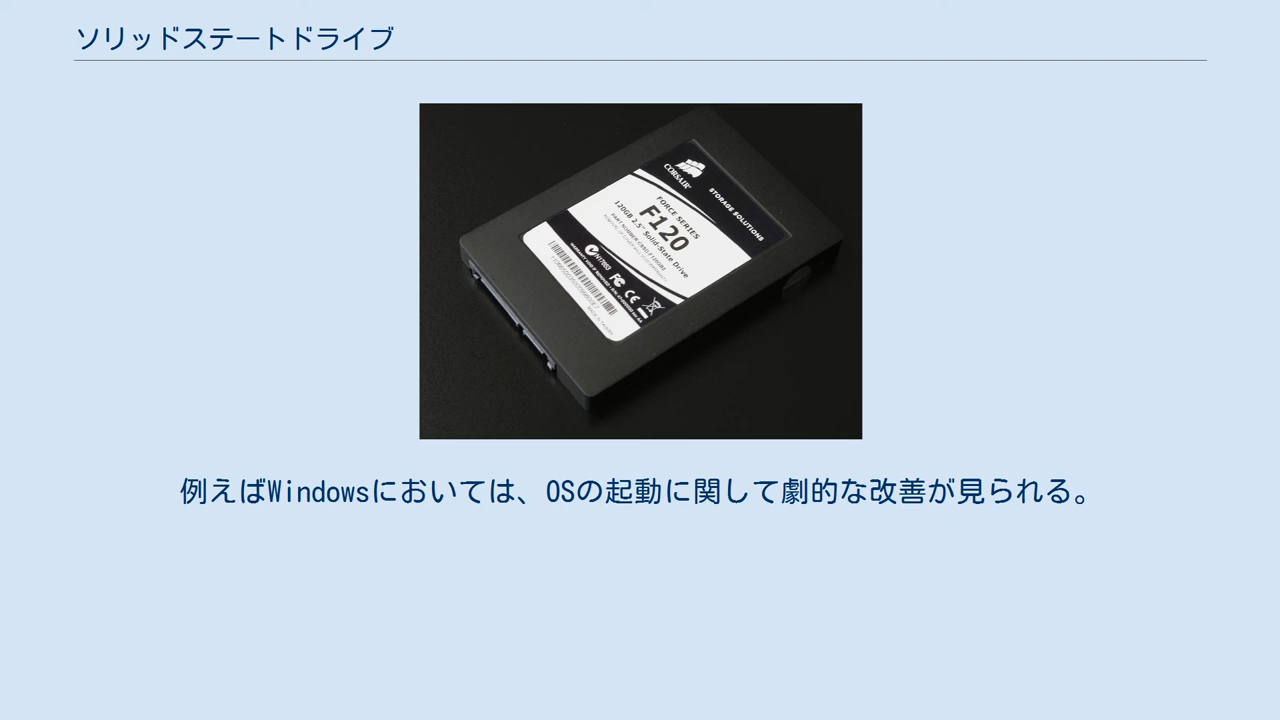 ソリッドステートドライブ
CORSAIR
STORAGE SOLUTIONS
FORCE SERIES
F120
120GB 2.5" Solid-State Drive
N11663
FC CE
例えばWindowsにおいては、OSの起動に関して劇的な改善が見られる。